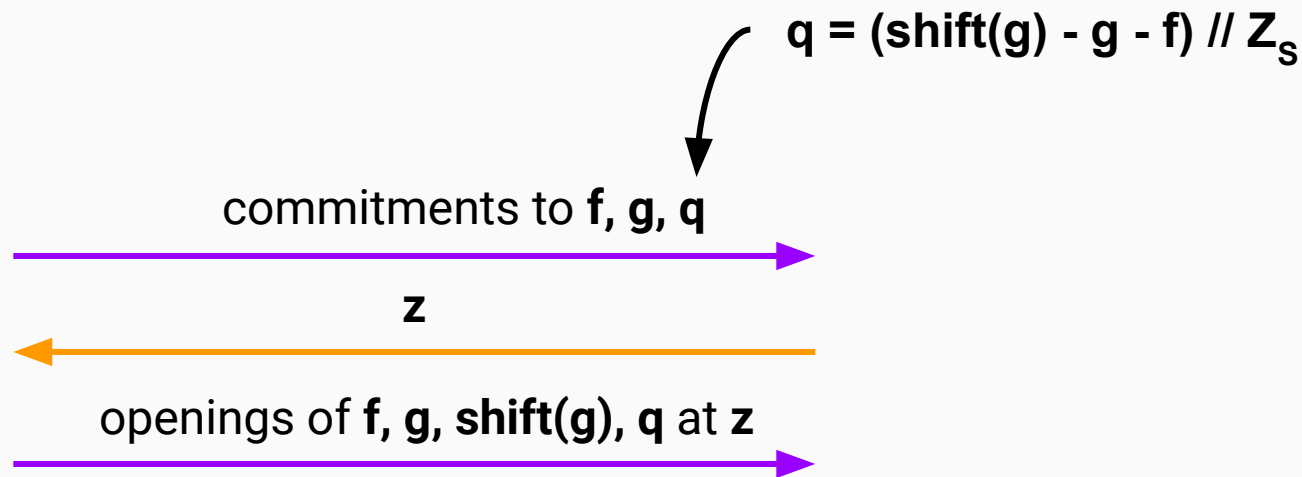 q = (shift(g) - g - f) // Z_S
commitments to f, g, q
z
openings of f, g, shift(g), q at z